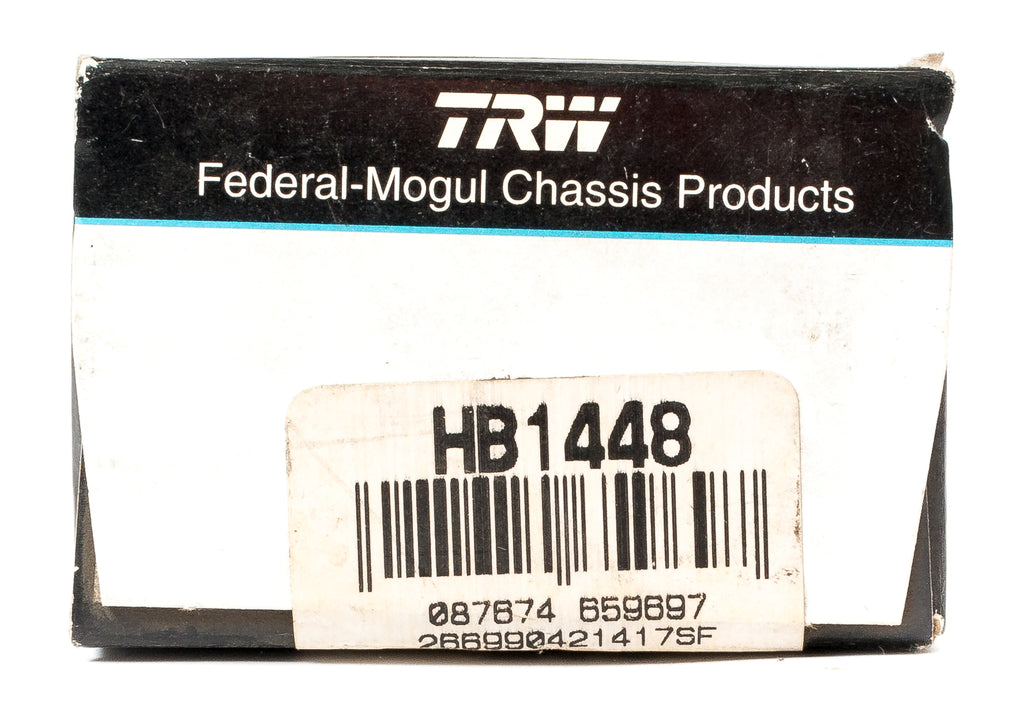 TRW
Federal-Mogul Chassis Products
HB1448
087674 659697
266990421417SF